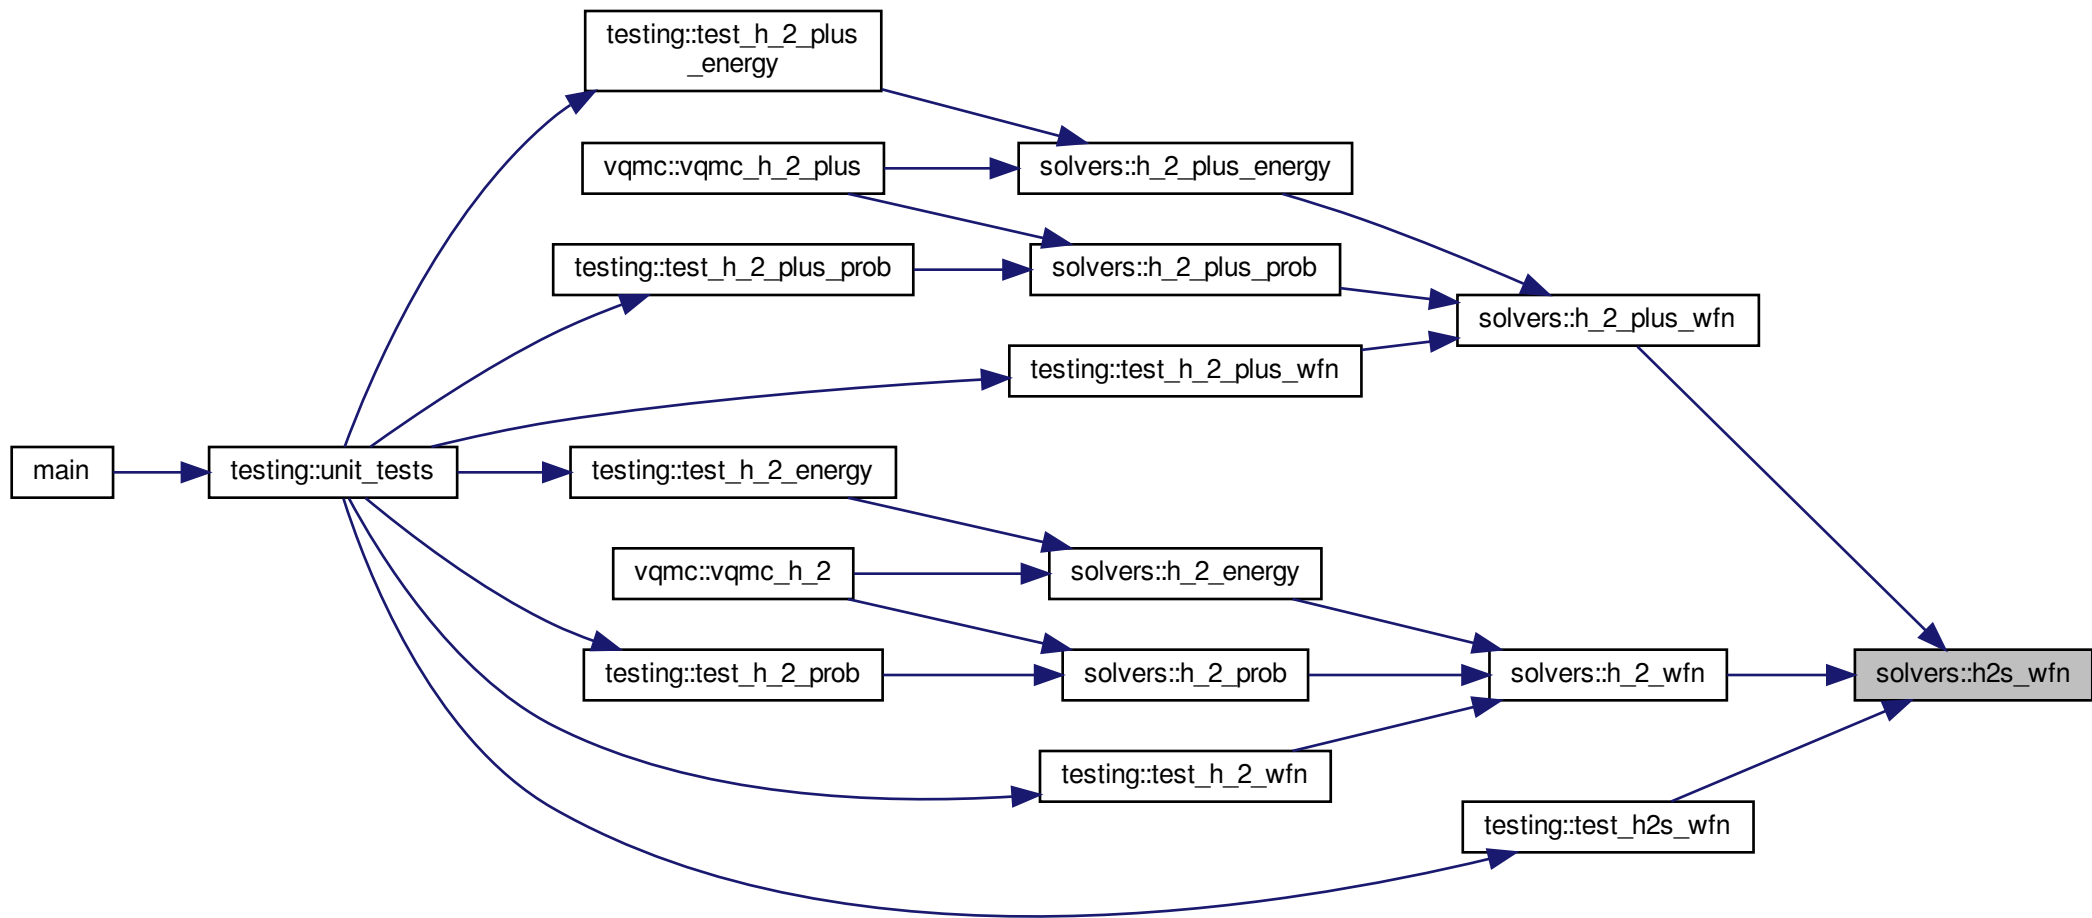 testing::test_h_2_plus
_energy
vqmc::vqmc_h_2_plus
solvers::h_2_plus_energy
testing::test_h_2_plus_prob
solvers::h_2_plus_prob
solvers::h_2_plus_wfn
testing::test_h_2_plus_wfn
main
testing::unit_tests
testing::test_h_2_energy
vqmc::vqmc_h_2
solvers::h_2_energy
testing::test_h_2_prob
solvers::h_2_prob
solvers::h_2_wfn
solvers::h2s_wfn
testing::test_h_2_wfn
testing::test_h2s_wfn